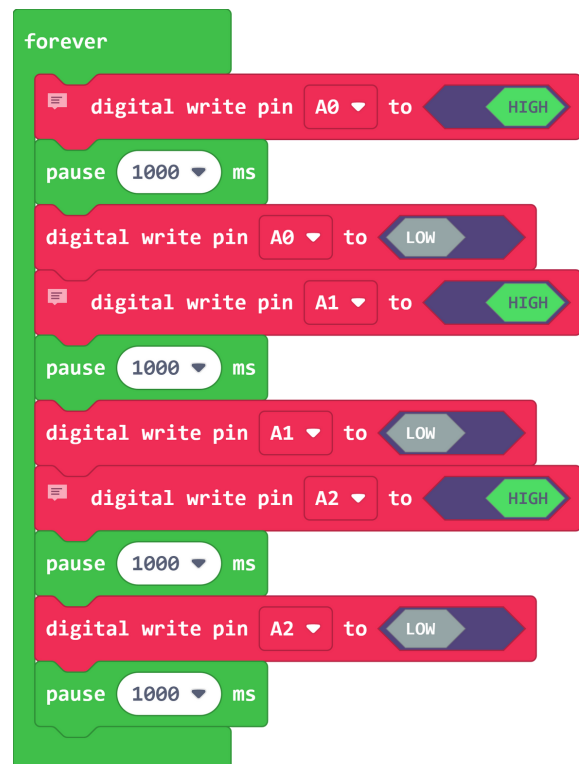 forever
digital write pin A0 to HIGH
pause 1000 ms
digital write pin A0 to LOW
digital write pin A1 to HIGH
pause 1000 ms
digital write pin A1 to LOW
digital write pin A2 to HIGH
pause 1000 ms
digital write pin A2 to LOW
pause 1000 ms